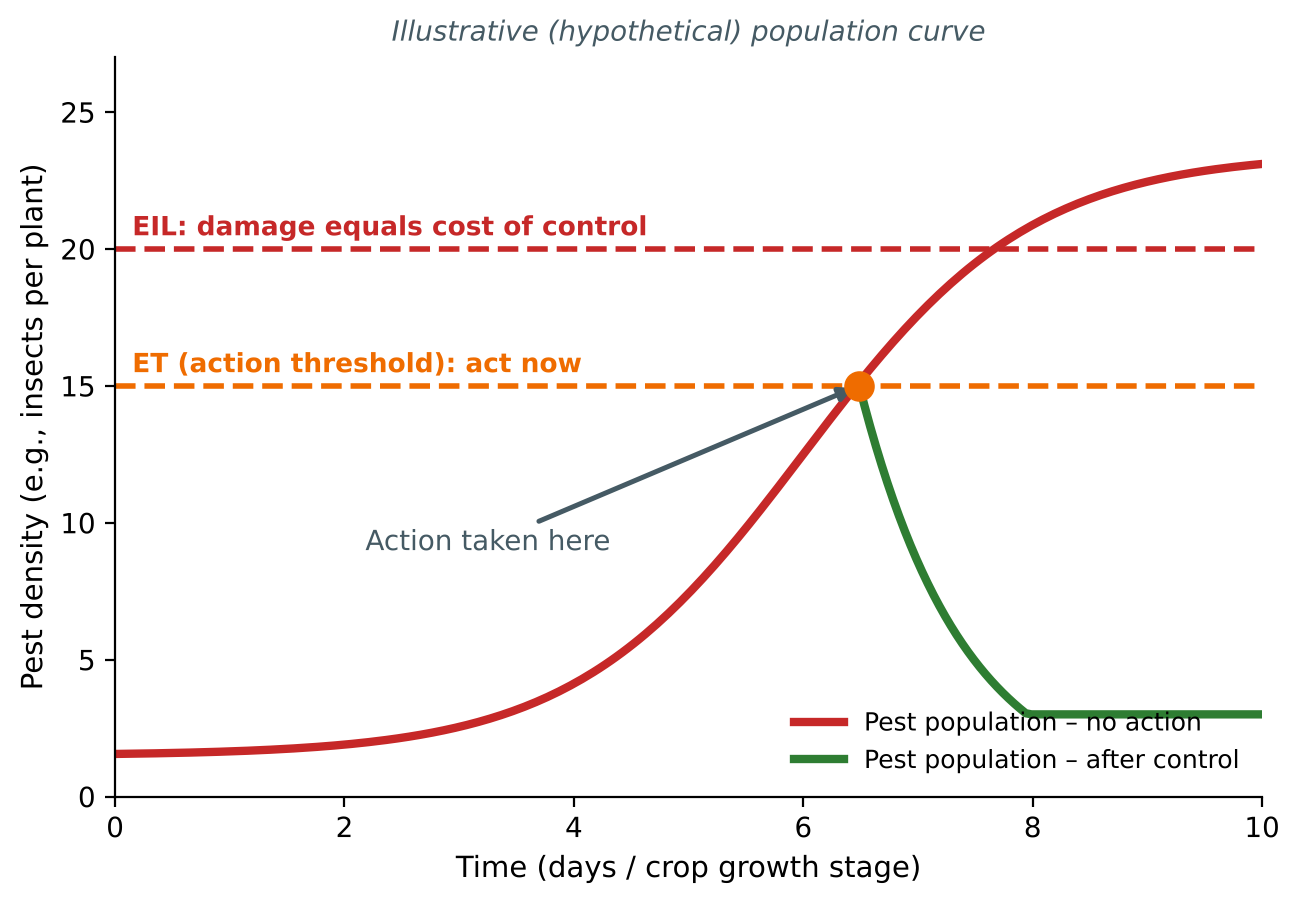 Illustrative (hypothetical) population curve
Pest density (e.g., insects per plant)
25
20
15
10
5
0
EIL: damage equals cost of control
ET (action threshold): act now
Action taken here
Pest population – no action
Pest population – after control
0 2 4 6 8 10
Time (days / crop growth stage)